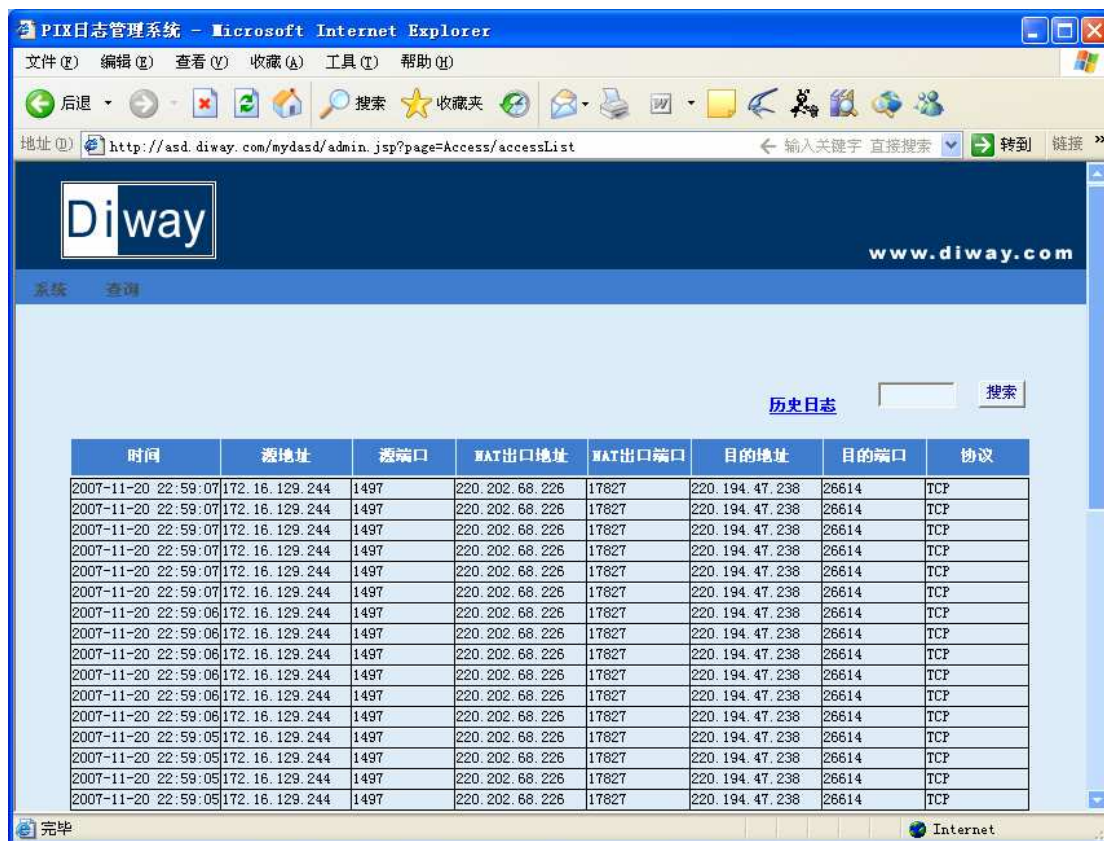 PIX日志管理系统 - Microsoft Internet Explorer
文件(F) 编辑(E) 查看(V) 收藏(A) 工具(T) 帮助(H)
后退 搜索 收藏夹
地址(D) http://asd.diway.com/mydasd/admin.jsp?page=Access/accessList 输入关键字 直接搜索 转到 链接 »
Diway
www.diway.com
系统 查询
历史日志 搜索
时间 源地址 源端口 NAT出口地址 NAT出口端口 目的地址 目的端口 协议
2007-11-20 22:59:07 172.16.129.244 1497 220.202.68.226 17827 220.194.47.238 26614 TCP
2007-11-20 22:59:07 172.16.129.244 1497 220.202.68.226 17827 220.194.47.238 26614 TCP
2007-11-20 22:59:07 172.16.129.244 1497 220.202.68.226 17827 220.194.47.238 26614 TCP
2007-11-20 22:59:07 172.16.129.244 1497 220.202.68.226 17827 220.194.47.238 26614 TCP
2007-11-20 22:59:07 172.16.129.244 1497 220.202.68.226 17827 220.194.47.238 26614 TCP
2007-11-20 22:59:07 172.16.129.244 1497 220.202.68.226 17827 220.194.47.238 26614 TCP
2007-11-20 22:59:06 172.16.129.244 1497 220.202.68.226 17827 220.194.47.238 26614 TCP
2007-11-20 22:59:06 172.16.129.244 1497 220.202.68.226 17827 220.194.47.238 26614 TCP
2007-11-20 22:59:06 172.16.129.244 1497 220.202.68.226 17827 220.194.47.238 26614 TCP
2007-11-20 22:59:06 172.16.129.244 1497 220.202.68.226 17827 220.194.47.238 26614 TCP
2007-11-20 22:59:06 172.16.129.244 1497 220.202.68.226 17827 220.194.47.238 26614 TCP
2007-11-20 22:59:06 172.16.129.244 1497 220.202.68.226 17827 220.194.47.238 26614 TCP
2007-11-20 22:59:05 172.16.129.244 1497 220.202.68.226 17827 220.194.47.238 26614 TCP
2007-11-20 22:59:05 172.16.129.244 1497 220.202.68.226 17827 220.194.47.238 26614 TCP
2007-11-20 22:59:05 172.16.129.244 1497 220.202.68.226 17827 220.194.47.238 26614 TCP
2007-11-20 22:59:05 172.16.129.244 1497 220.202.68.226 17827 220.194.47.238 26614 TCP
完毕 Internet